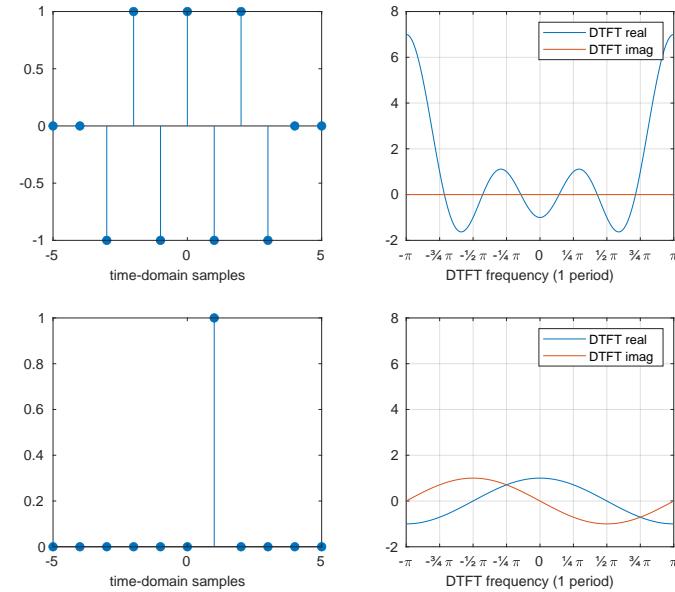 1
0.5
0
-0.5
-1
-5 0 5
time-domain samples
8
6
4
2
0
-2
DTFT real
DTFT imag
-π -¾ π -½ π -¼ π 0 ¼ π ½ π ¾ π π
DTFT frequency (1 period)
1
0.8
0.6
0.4
0.2
0
-5 0 5
time-domain samples
8
6
4
2
0
-2
DTFT real
DTFT imag
-π -¾ π -½ π -¼ π 0 ¼ π ½ π ¾ π π
DTFT frequency (1 period)